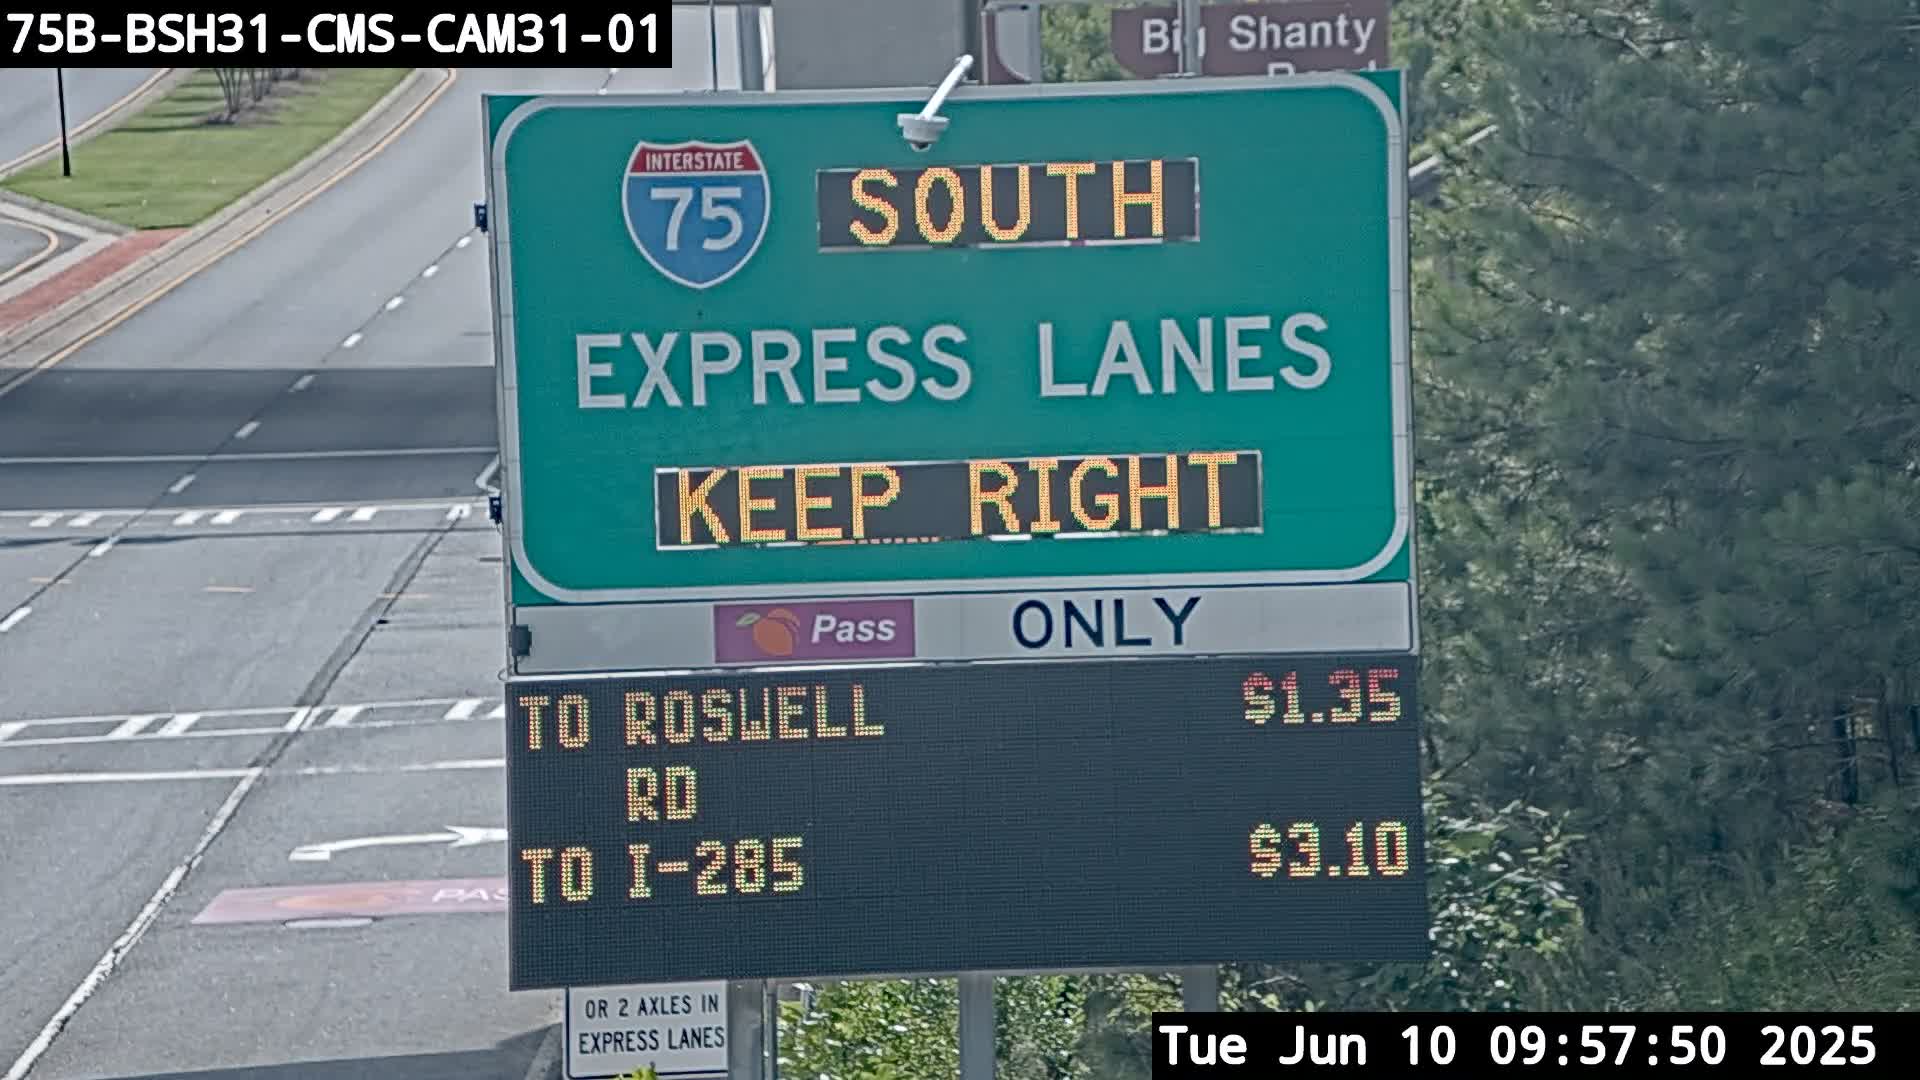 75B-BSH31-CMS-CAM31-01
Big Shanty
Road
INTERSTATE
75
SOUTH
EXPRESS LANES
KEEP RIGHT
Pass ONLY
TO ROSWELL $1.35
RD
TO I-285 $3.10
PAS
OR 2 AXLES IN
EXPRESS LANES
Tue Jun 10 09:57:50 2025